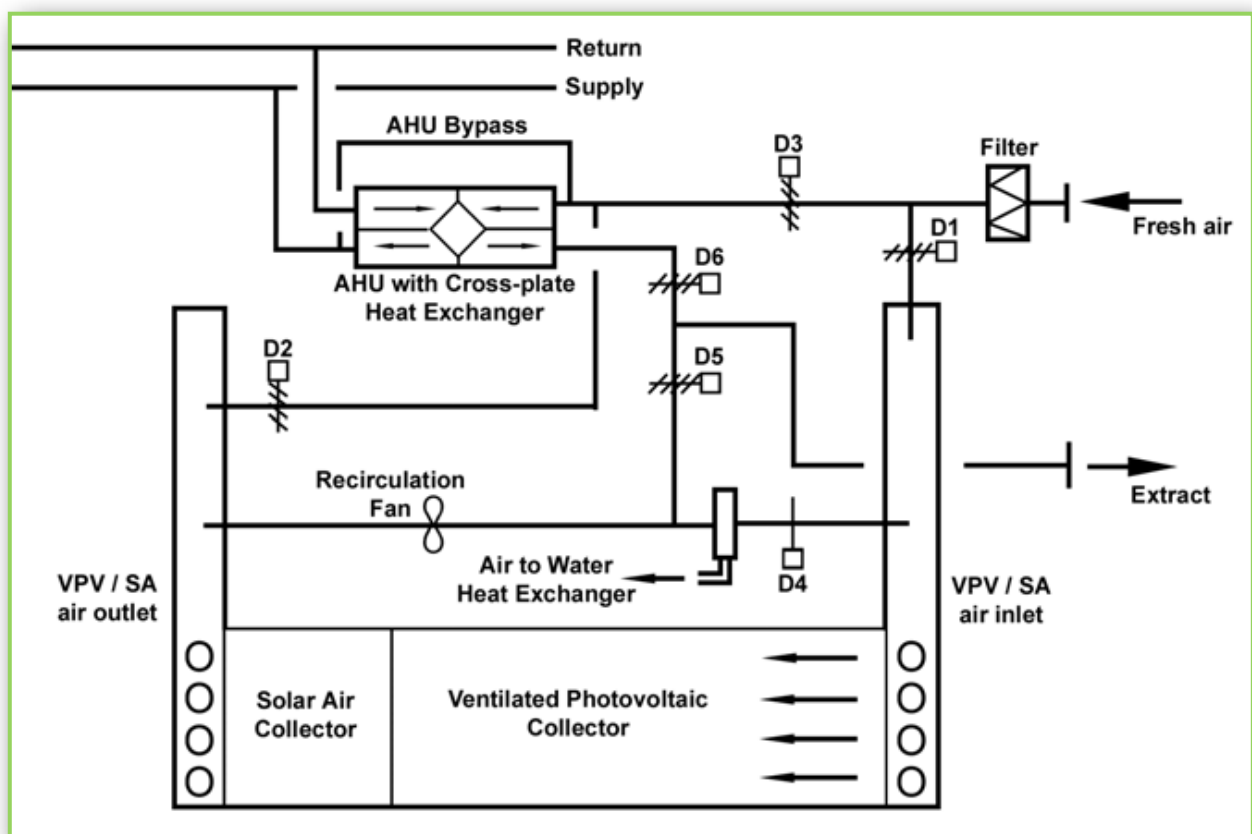 Return
Supply
AHU Bypass
D3
Filter
Fresh air
D1
D6
AHU with Cross-plate
Heat Exchanger
D2
D5
Recirculation
Fan
Extract
Air to Water
Heat Exchanger
D4
VPV / SA
air outlet
VPV / SA
air inlet
Solar Air
Collector
Ventilated Photovoltaic
Collector